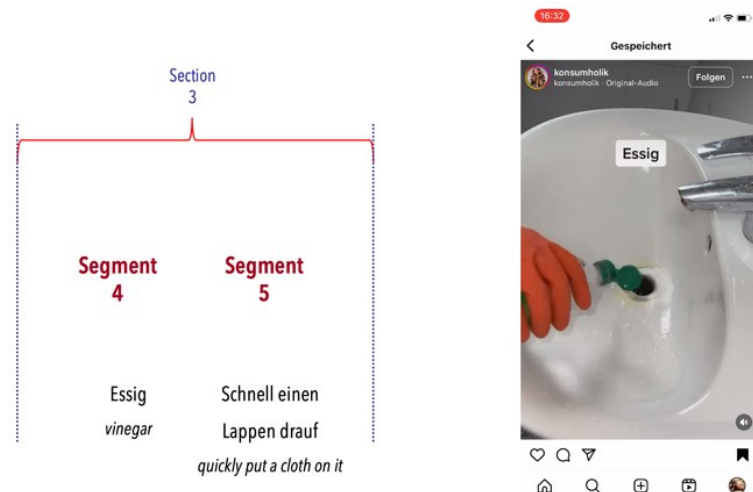 Section
3
Segment
4
Segment
5
Essig
vinegar
Schnell einen
Lappen drauf
quickly put a cloth on it
16:32
Gespeichert
konsumholik
konsumholik · Original-Audio
Folgen
Essig